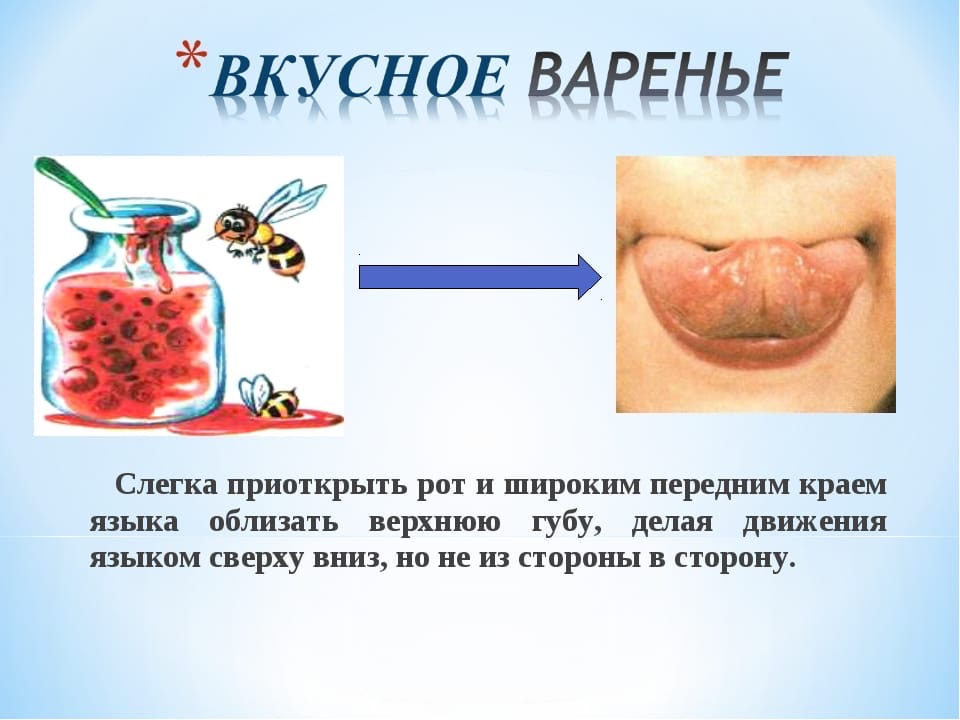 *ВКУСНОЕ ВАРЕНЬЕ
Слегка приоткрыть рот и широким передним краем
языка облизать верхнюю губу, делая движения
языком сверху вниз, но не из стороны в сторону.